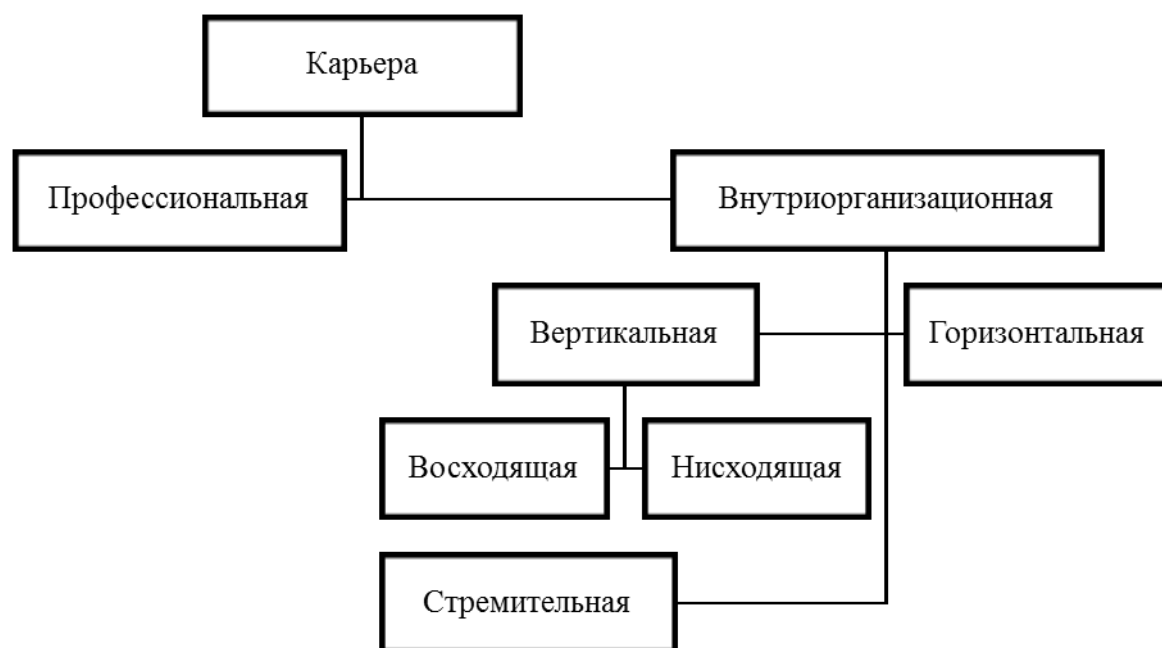 Карьера
Профессиональная
Внутриорганизационная
Вертикальная
Горизонтальная
Восходящая
Нисходящая
Стремительная